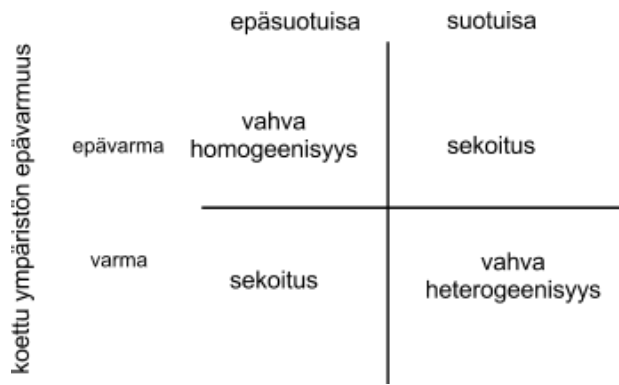 epäsuotuisa suotuisa
koettu ympäristön epävarmuus
epävarma
vahva
homogeenisyys
sekoitus
varma
sekoitus
vahva
heterogeenisyys